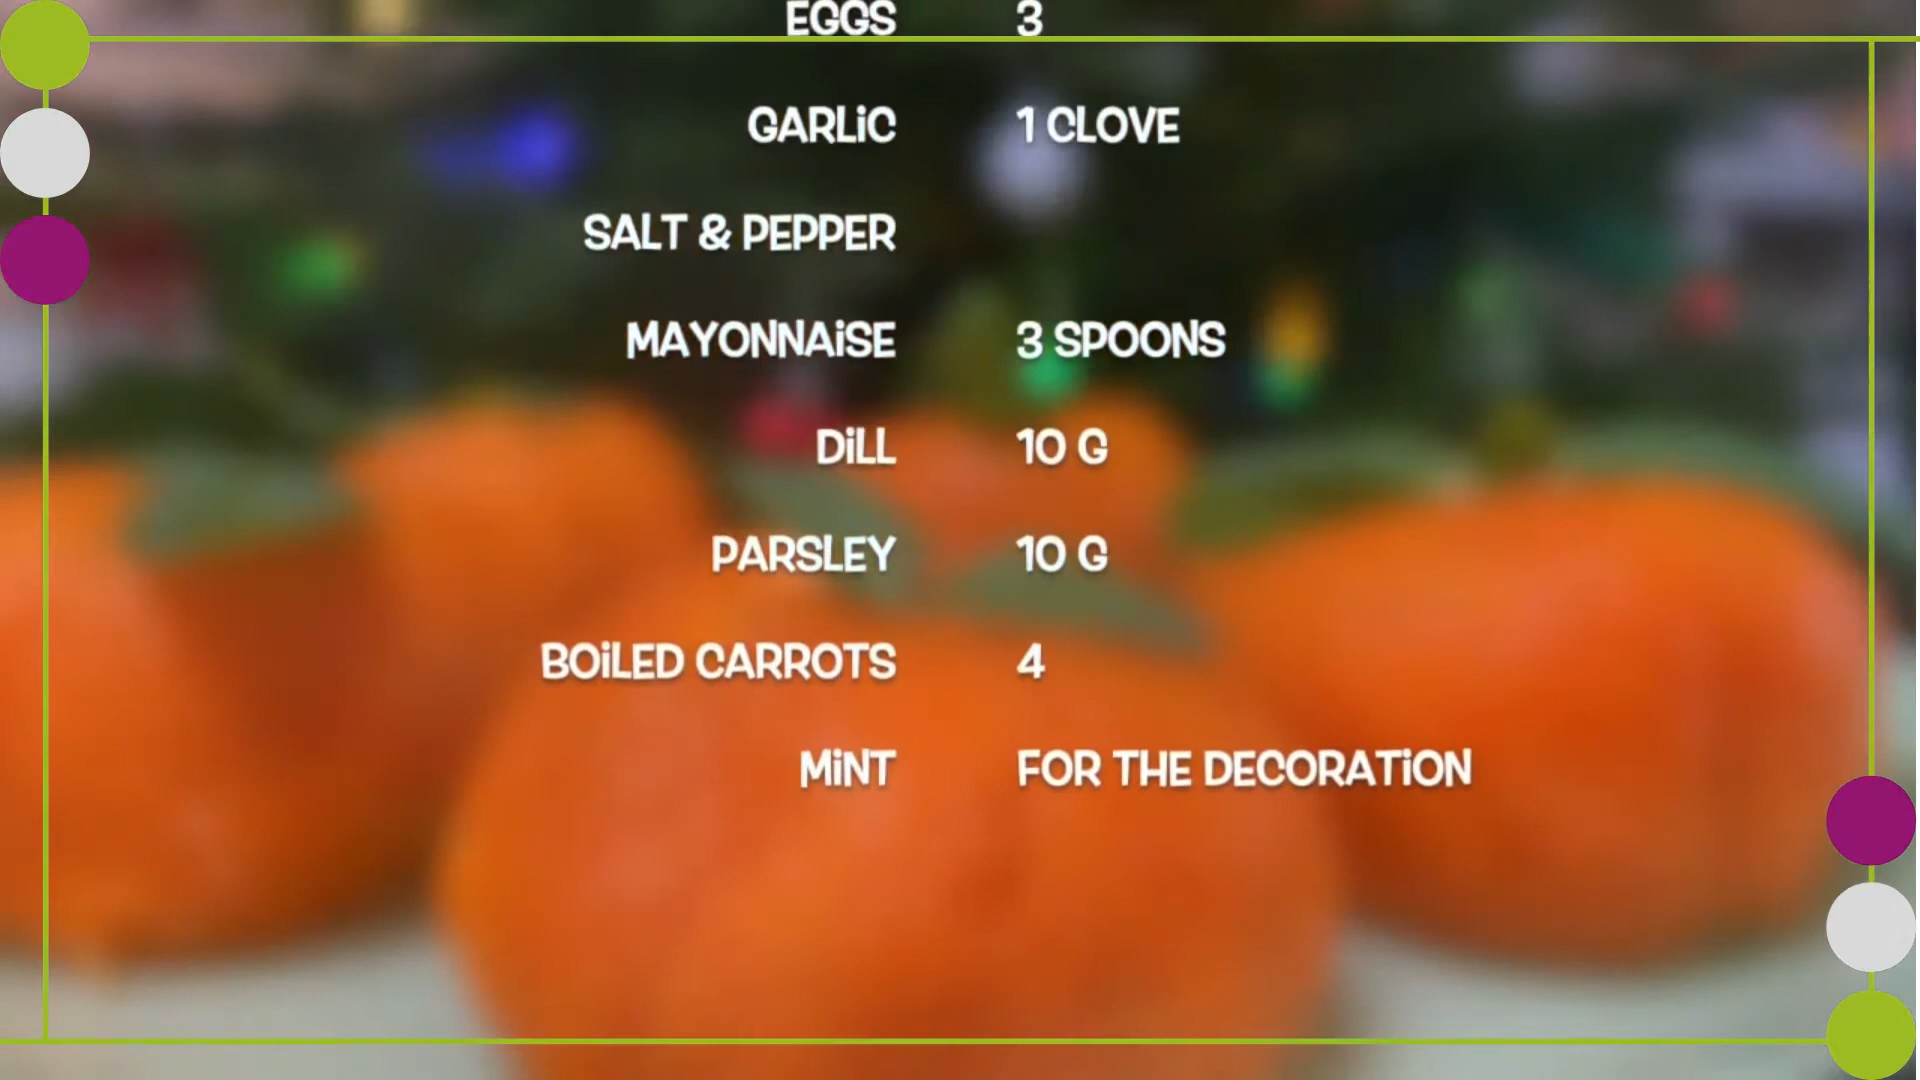 EGGS 3
GARLiC 1 CLOVE
SALT & PEPPER
MAYONNAiSE 3 SPOONS
DiLL 10 G
PARSLEY 10 G
BOiLED CARROTS 4
MiNT FOR THE DECORATiON